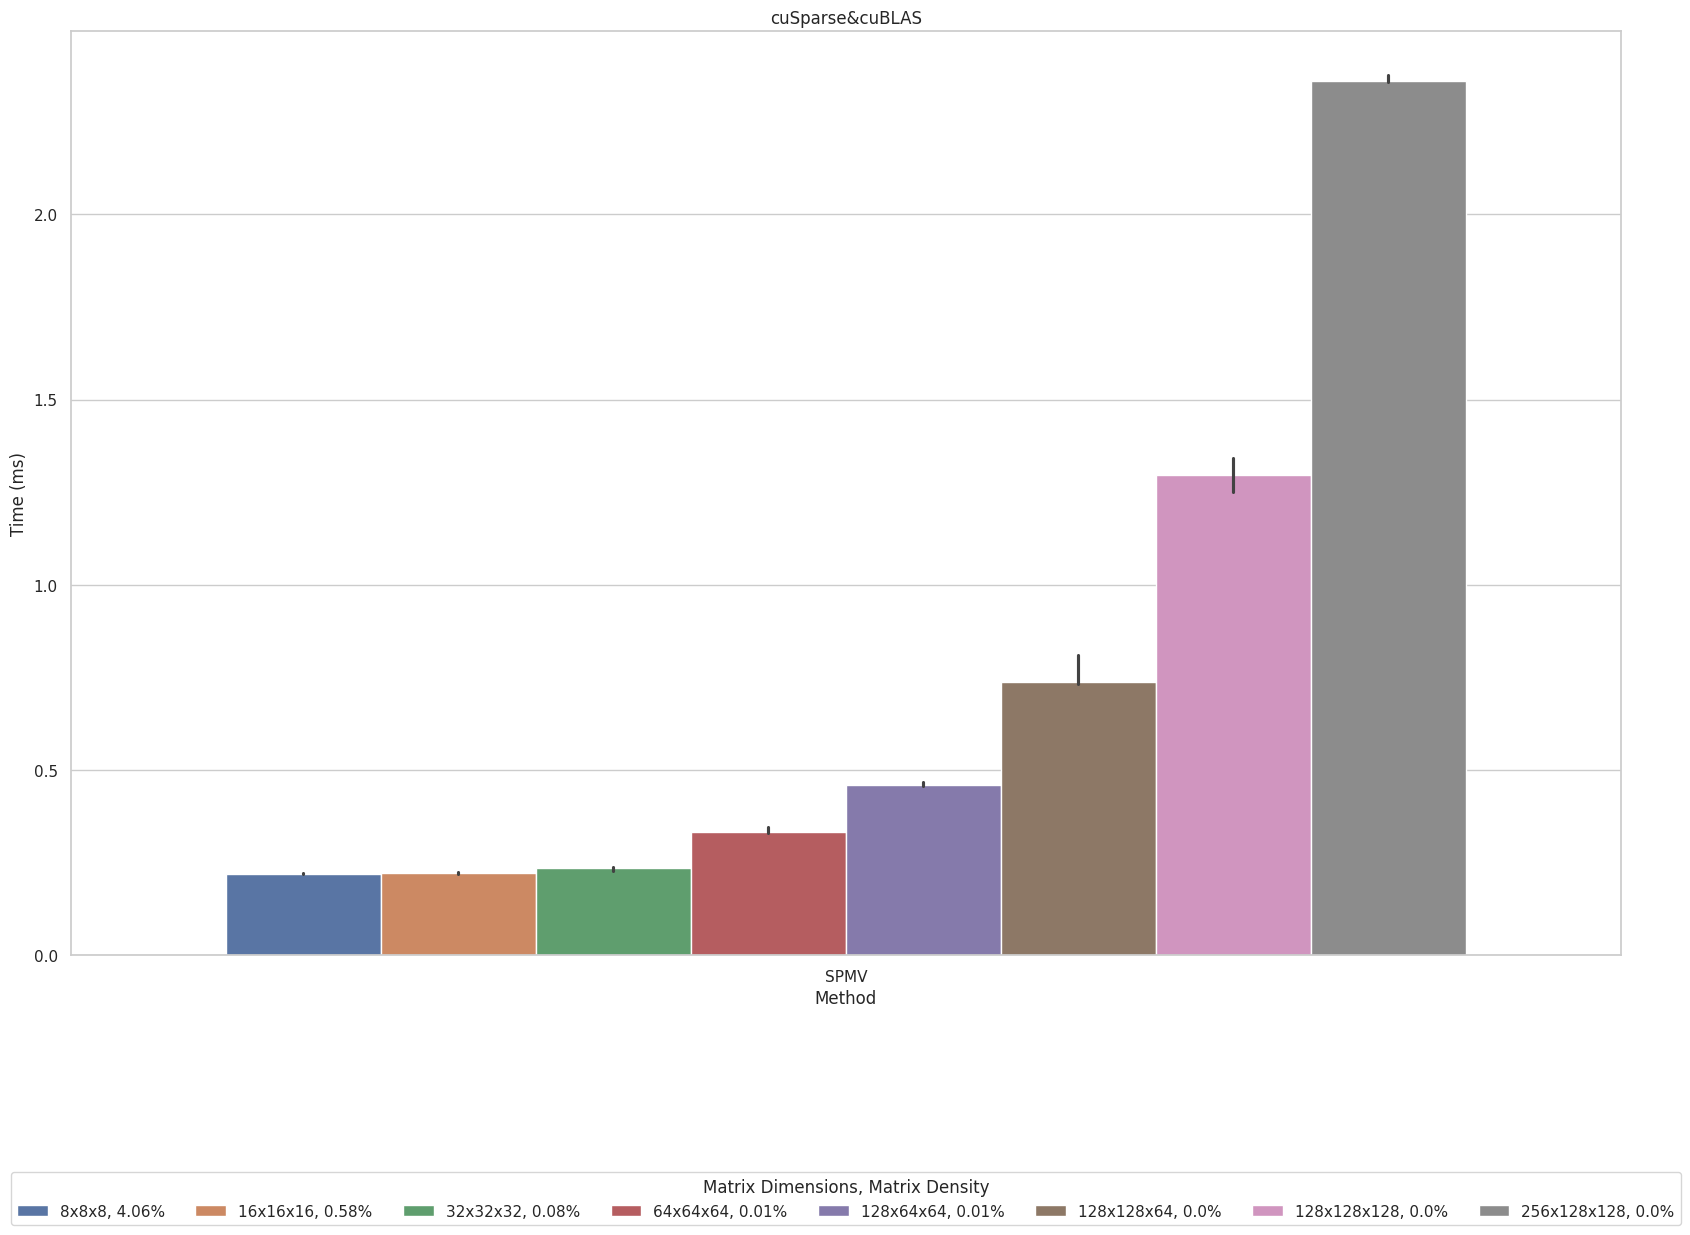 cuSparse&cuBLAS
2.0
1.5
1.0
0.5
0.0
Time (ms)
SPMV
Method
Matrix Dimensions, Matrix Density
8x8x8, 4.06% 16x16x16, 0.58% 32x32x32, 0.08% 64x64x64, 0.01% 128x64x64, 0.01% 128x128x64, 0.0% 128x128x128, 0.0% 256x128x128, 0.0%